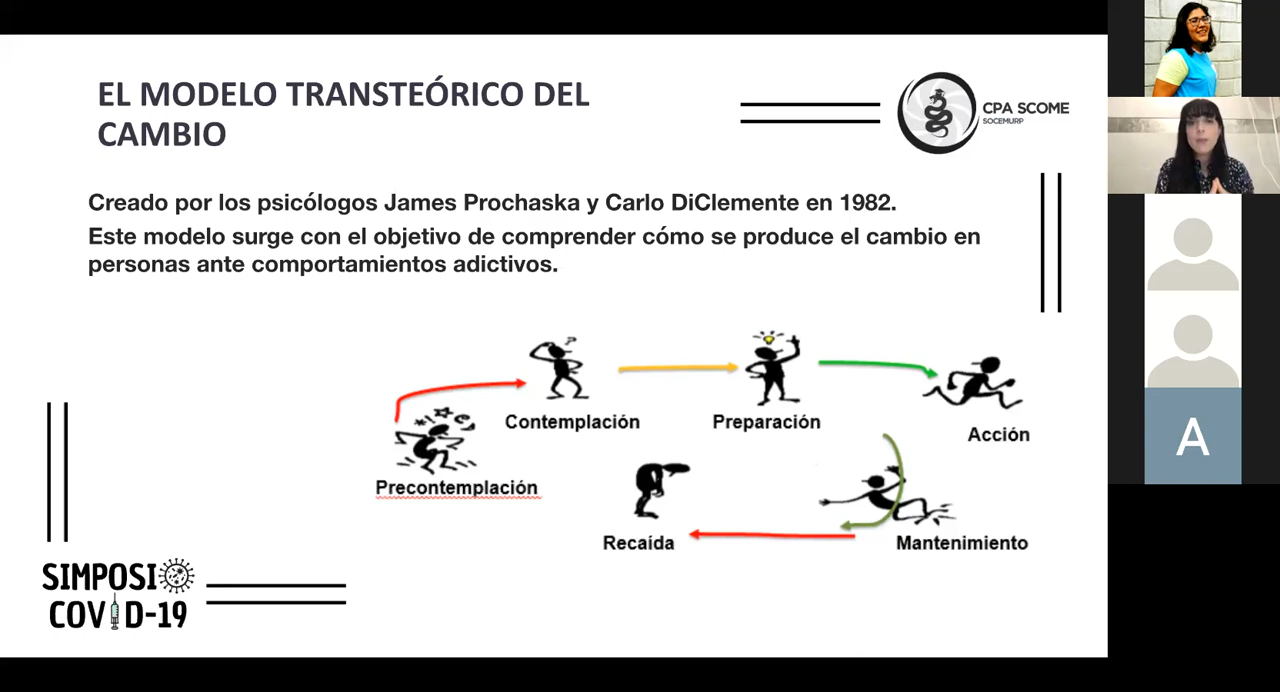 EL MODELO TRANSTEÓRICO DEL
CAMBIO
CPA SCOME
SOCEMURP
Creado por los psicólogos James Prochaska y Carlo DiClemente en 1982.
Este modelo surge con el objetivo de comprender cómo se produce el cambio en
personas ante comportamientos adictivos.
?
Contemplación
Preparación
Acción
Precontemplación
Recaída
Mantenimiento
SIMPOSIO
COVID-19
A